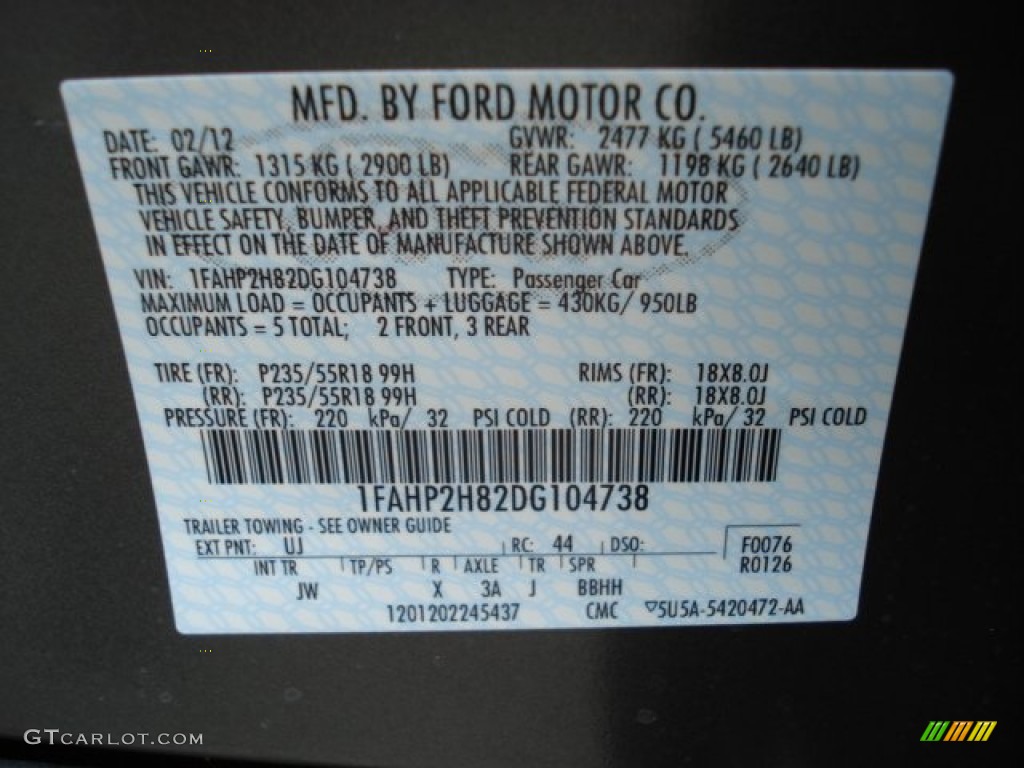 MFD. BY FORD MOTOR CO.
DATE: 02/12 GVWR: 2477 KG ( 5460 LB)
FRONT GAWR: 1315 KG ( 2900 LB) REAR GAWR: 1198 KG ( 2640 LB)
THIS VEHICLE CONFORMS TO ALL APPLICABLE FEDERAL MOTOR
VEHICLE SAFETY, BUMPER, AND THEFT PREVENTION STANDARDS
IN EFFECT ON THE DATE OF MANUFACTURE SHOWN ABOVE.
VIN: 1FAHP2H82DG104738 TYPE: Passenger Car
MAXIMUM LOAD = OCCUPANTS + LUGGAGE = 430KG/ 950LB
OCCUPANTS = 5 TOTAL; 2 FRONT, 3 REAR
TIRE (FR): P235/55R18 99H RIMS (FR): 18X8.0J
(RR): P235/55R18 99H (RR): 18X8.0J
PRESSURE (FR): 220 kPa/ 32 PSI COLD (RR): 220 kPa/ 32 PSI COLD
1FAHP2H82DG104738
TRAILER TOWING - SEE OWNER GUIDE
EXT PNT: UJ RC: 44 DSO: F0076
INT TR TP/PS R AXLE TR SPR R0126
JW X 3A J BBHH
1201202245437 CMC ▽5U5A-5420472-AA
GTCARLOT.COM